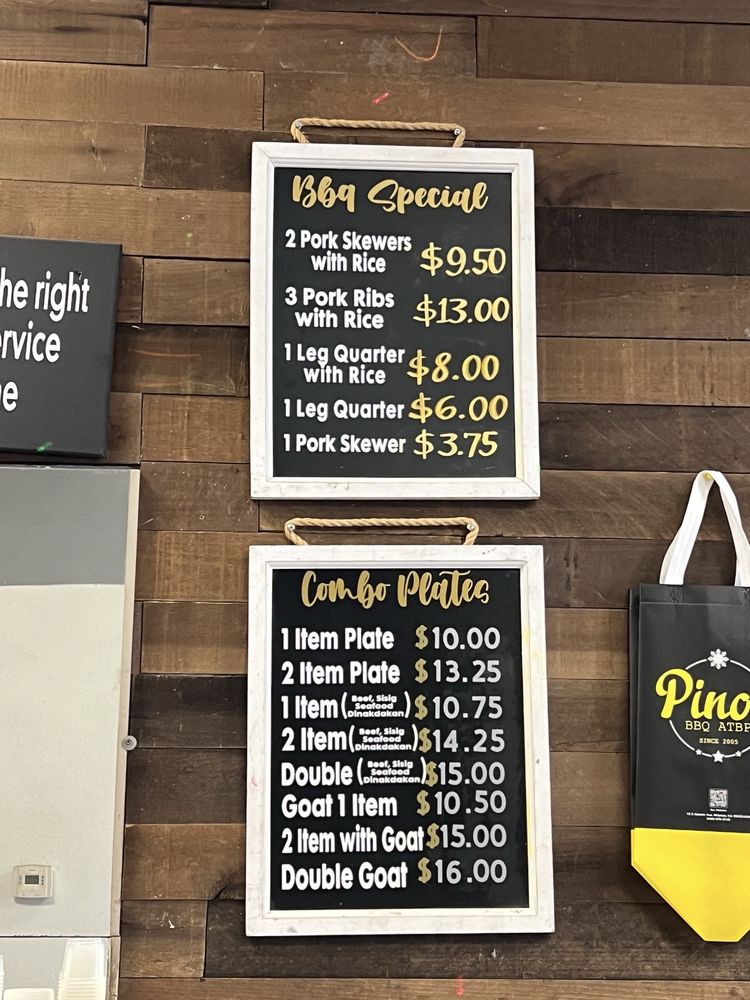 he right
ervice
e
Bbq Special
2 Pork Skewers
with Rice $9.50
3 Pork Ribs
with Rice $13.00
1 Leg Quarter
with Rice $8.00
1 Leg Quarter $6.00
1 Pork Skewer $3.75
Combo Plates
1 Item Plate $10.00
2 Item Plate $13.25
1 Item (Beef, Sisig Seafood Dinakdakan) $10.75
2 Item (Beef, Sisig Seafood Dinakdakan) $14.25
Double (Beef, Sisig Seafood Dinakdakan) $15.00
Goat 1 Item $10.50
2 Item with Goat $15.00
Double Goat $16.00
Pino
BBQ ATBP
SINCE 2005